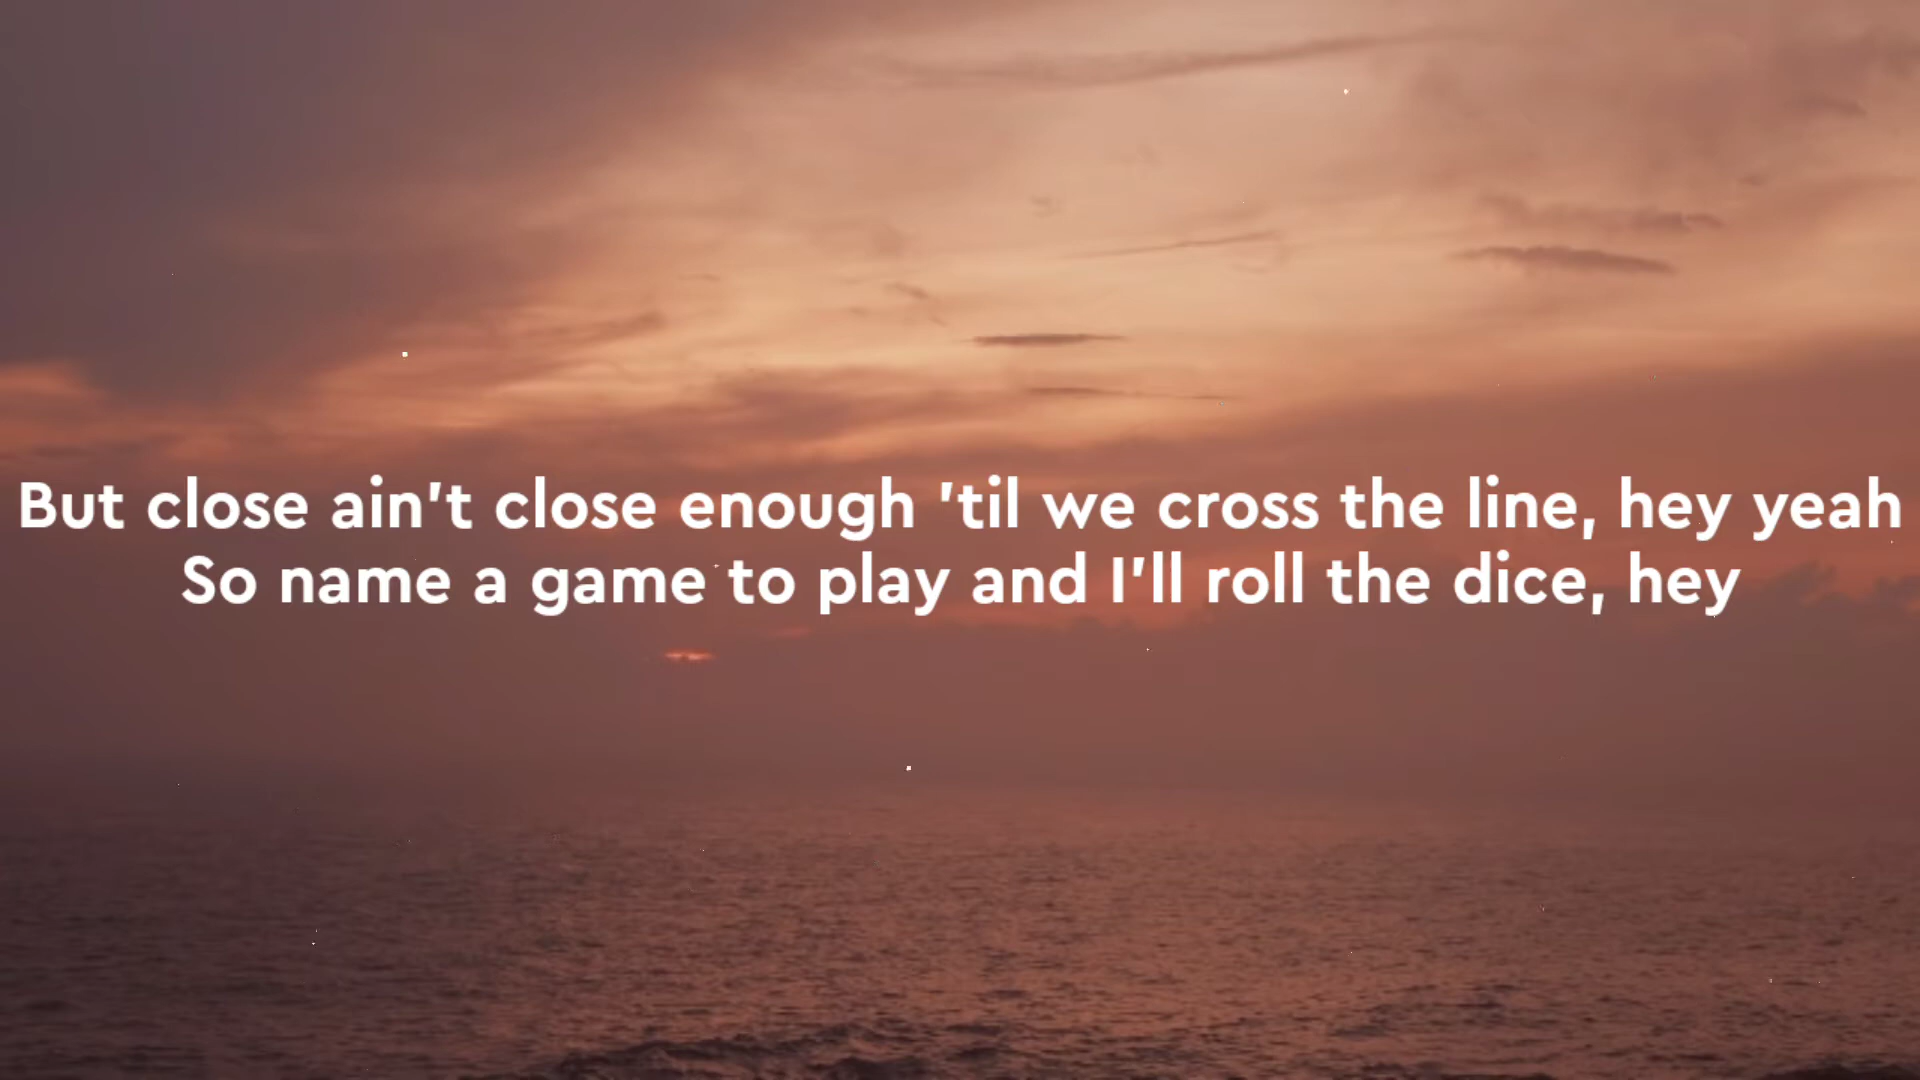 But close ain't close enough 'til we cross the line, hey yeah
So name a game to play and I'll roll the dice, hey